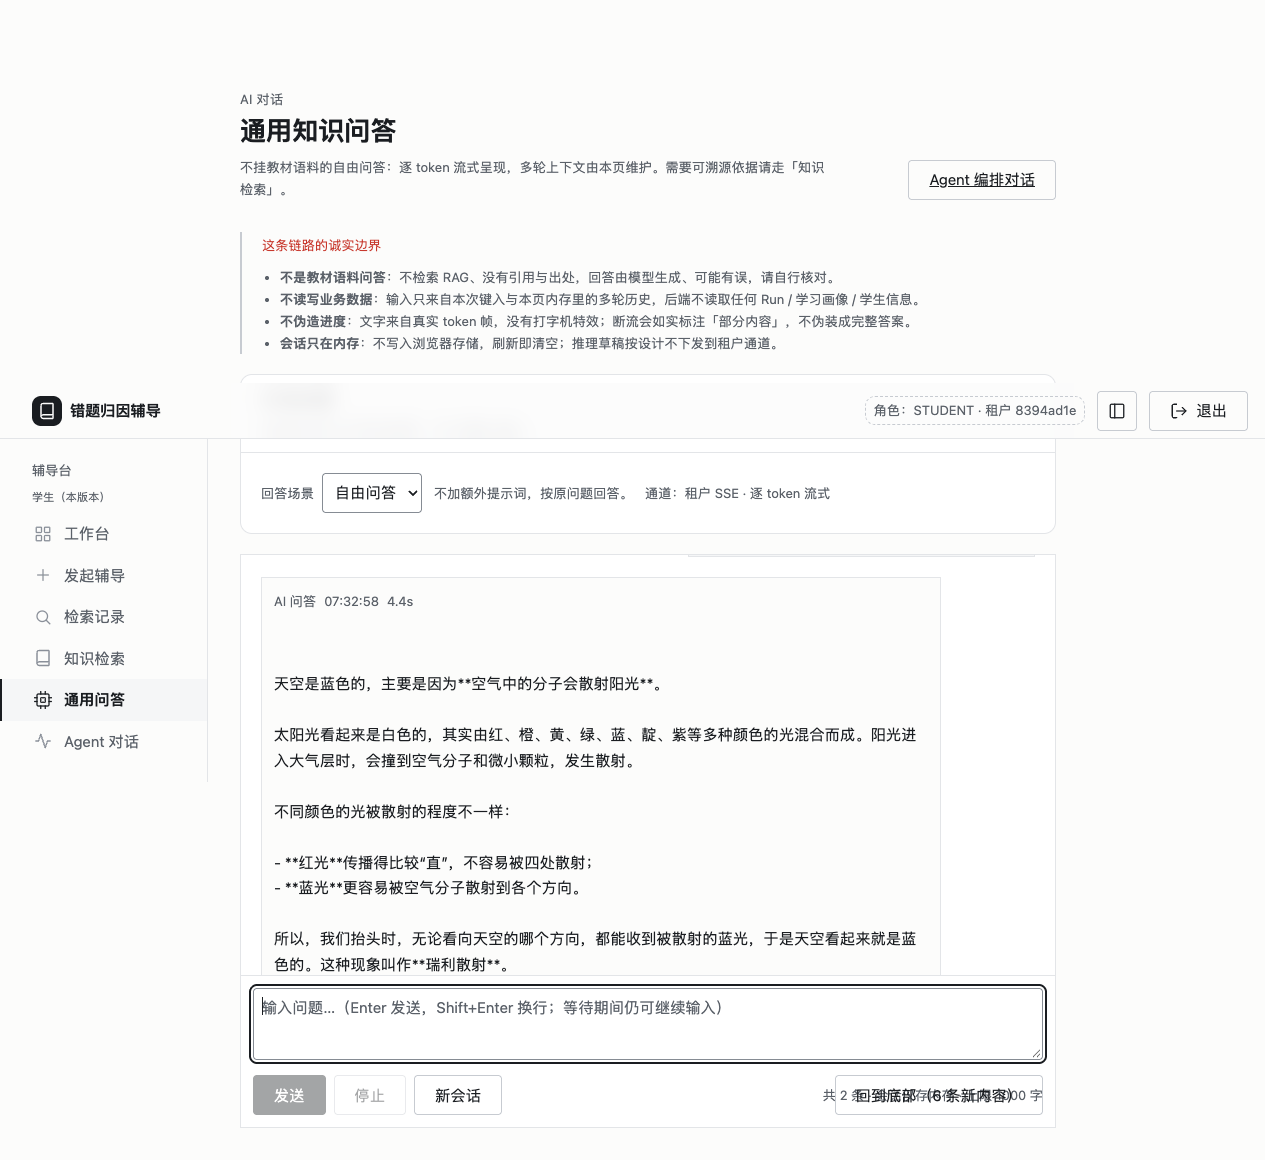 AI 对话
通用知识问答
不挂教材语料的自由问答：逐 token 流式呈现，多轮上下文由本页维护。需要可溯源依据请走「知识
检索」。
Agent 编排对话
这条链路的诚实边界
• 不是教材语料问答：不检索 RAG、没有引用与出处，回答由模型生成、可能有误，请自行核对。
• 不读写业务数据：输入只来自本次键入与本页内存里的多轮历史，后端不读取任何 Run / 学习画像 / 学生信息。
• 不伪造进度：文字来自真实 token 帧，没有打字机特效；断流会如实标注「部分内容」，不伪装成完整答案。
• 会话只在内存：不写入浏览器存储，刷新即清空；推理草稿按设计不下发到租户通道。
错题归因辅导
角色：STUDENT · 租户 8394ad1e
退出
辅导台
学生（本版本）
工作台
发起辅导
检索记录
知识检索
通用问答
Agent 对话
回答场景
自由问答
不加额外提示词，按原问题回答。 通道：租户 SSE · 逐 token 流式
AI 问答 07:32:58 4.4s
天空是蓝色的，主要是因为**空气中的分子会散射阳光**。
太阳光看起来是白色的，其实由红、橙、黄、绿、蓝、靛、紫等多种颜色的光混合而成。阳光进
入大气层时，会撞到空气分子和微小颗粒，发生散射。
不同颜色的光被散射的程度不一样：
- **红光**传播得比较“直”，不容易被四处散射；
- **蓝光**更容易被空气分子散射到各个方向。
所以，我们抬头时，无论看向天空的哪个方向，都能收到被散射的蓝光，于是天空看起来就是蓝
色的。这种现象叫作**瑞利散射**。
输入问题...（Enter 发送，Shift+Enter 换行；等待期间仍可继续输入）
发送
停止
新会话
回到底部（6 条新内容）
共 2 条
000 字